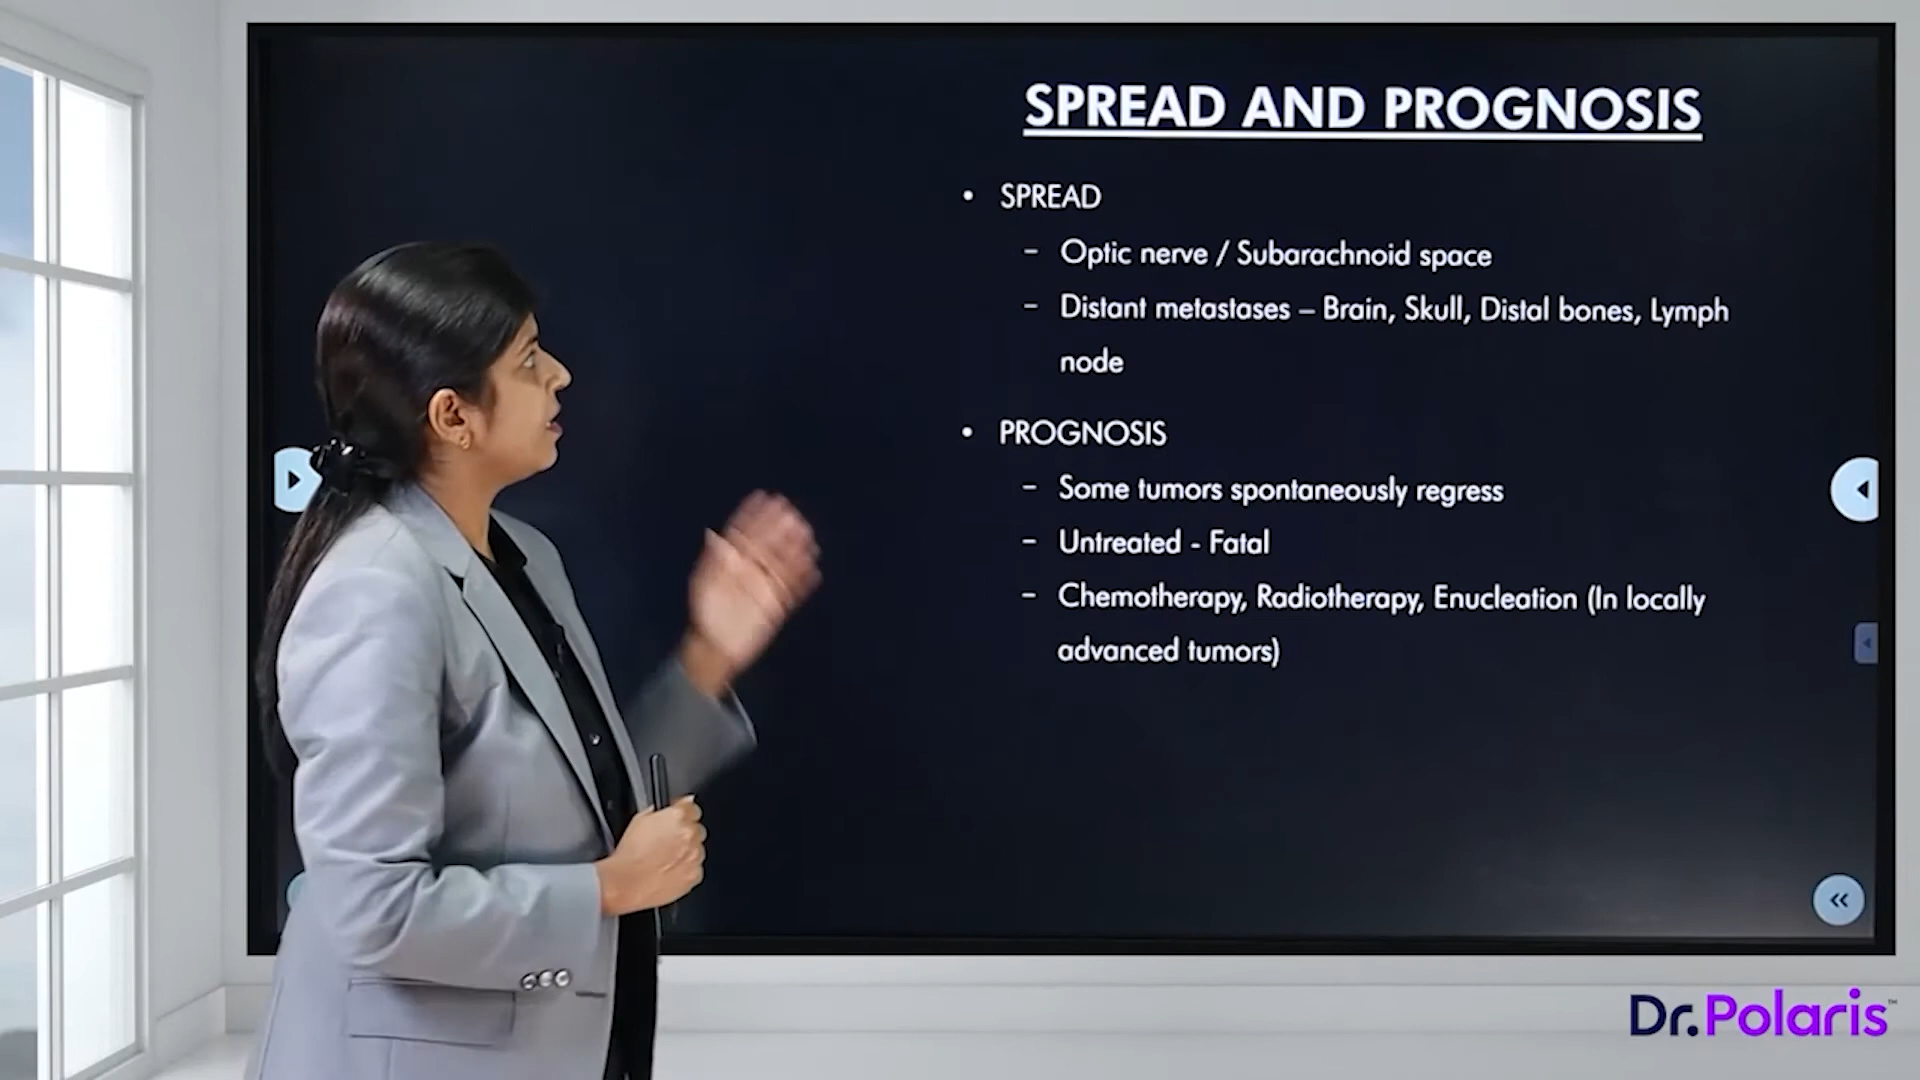 SPREAD AND PROGNOSIS
• SPREAD
– Optic nerve / Subarachnoid space
– Distant metastases – Brain, Skull, Distal bones, Lymph
node
• PROGNOSIS
– Some tumors spontaneously regress
– Untreated - Fatal
– Chemotherapy, Radiotherapy, Enucleation (In locally
advanced tumors)
Dr.Polaris™